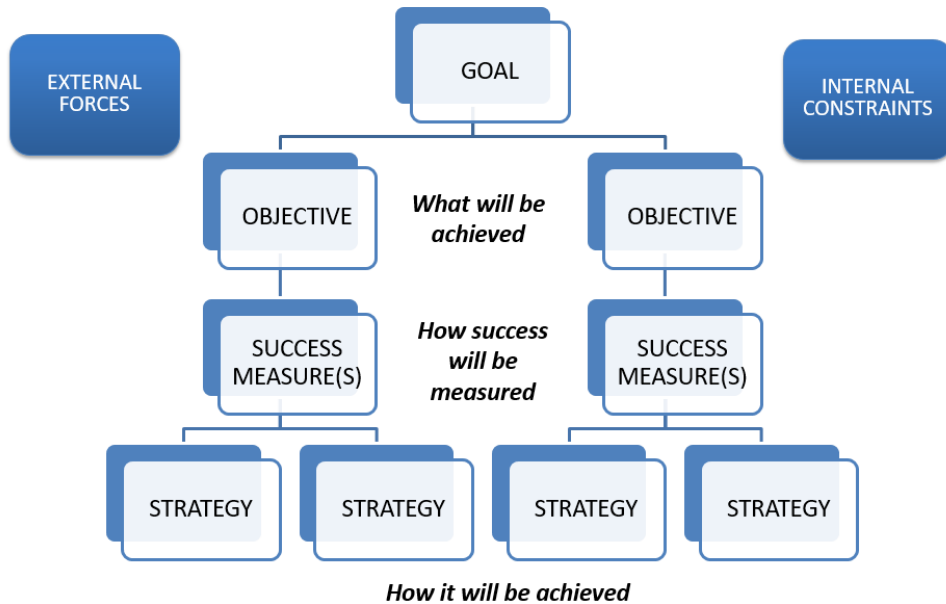 GOAL
EXTERNAL
FORCES
INTERNAL
CONSTRAINTS
OBJECTIVE
What will be
achieved
OBJECTIVE
SUCCESS
MEASURE(S)
How success
will be
measured
SUCCESS
MEASURE(S)
STRATEGY
STRATEGY
STRATEGY
STRATEGY
How it will be achieved